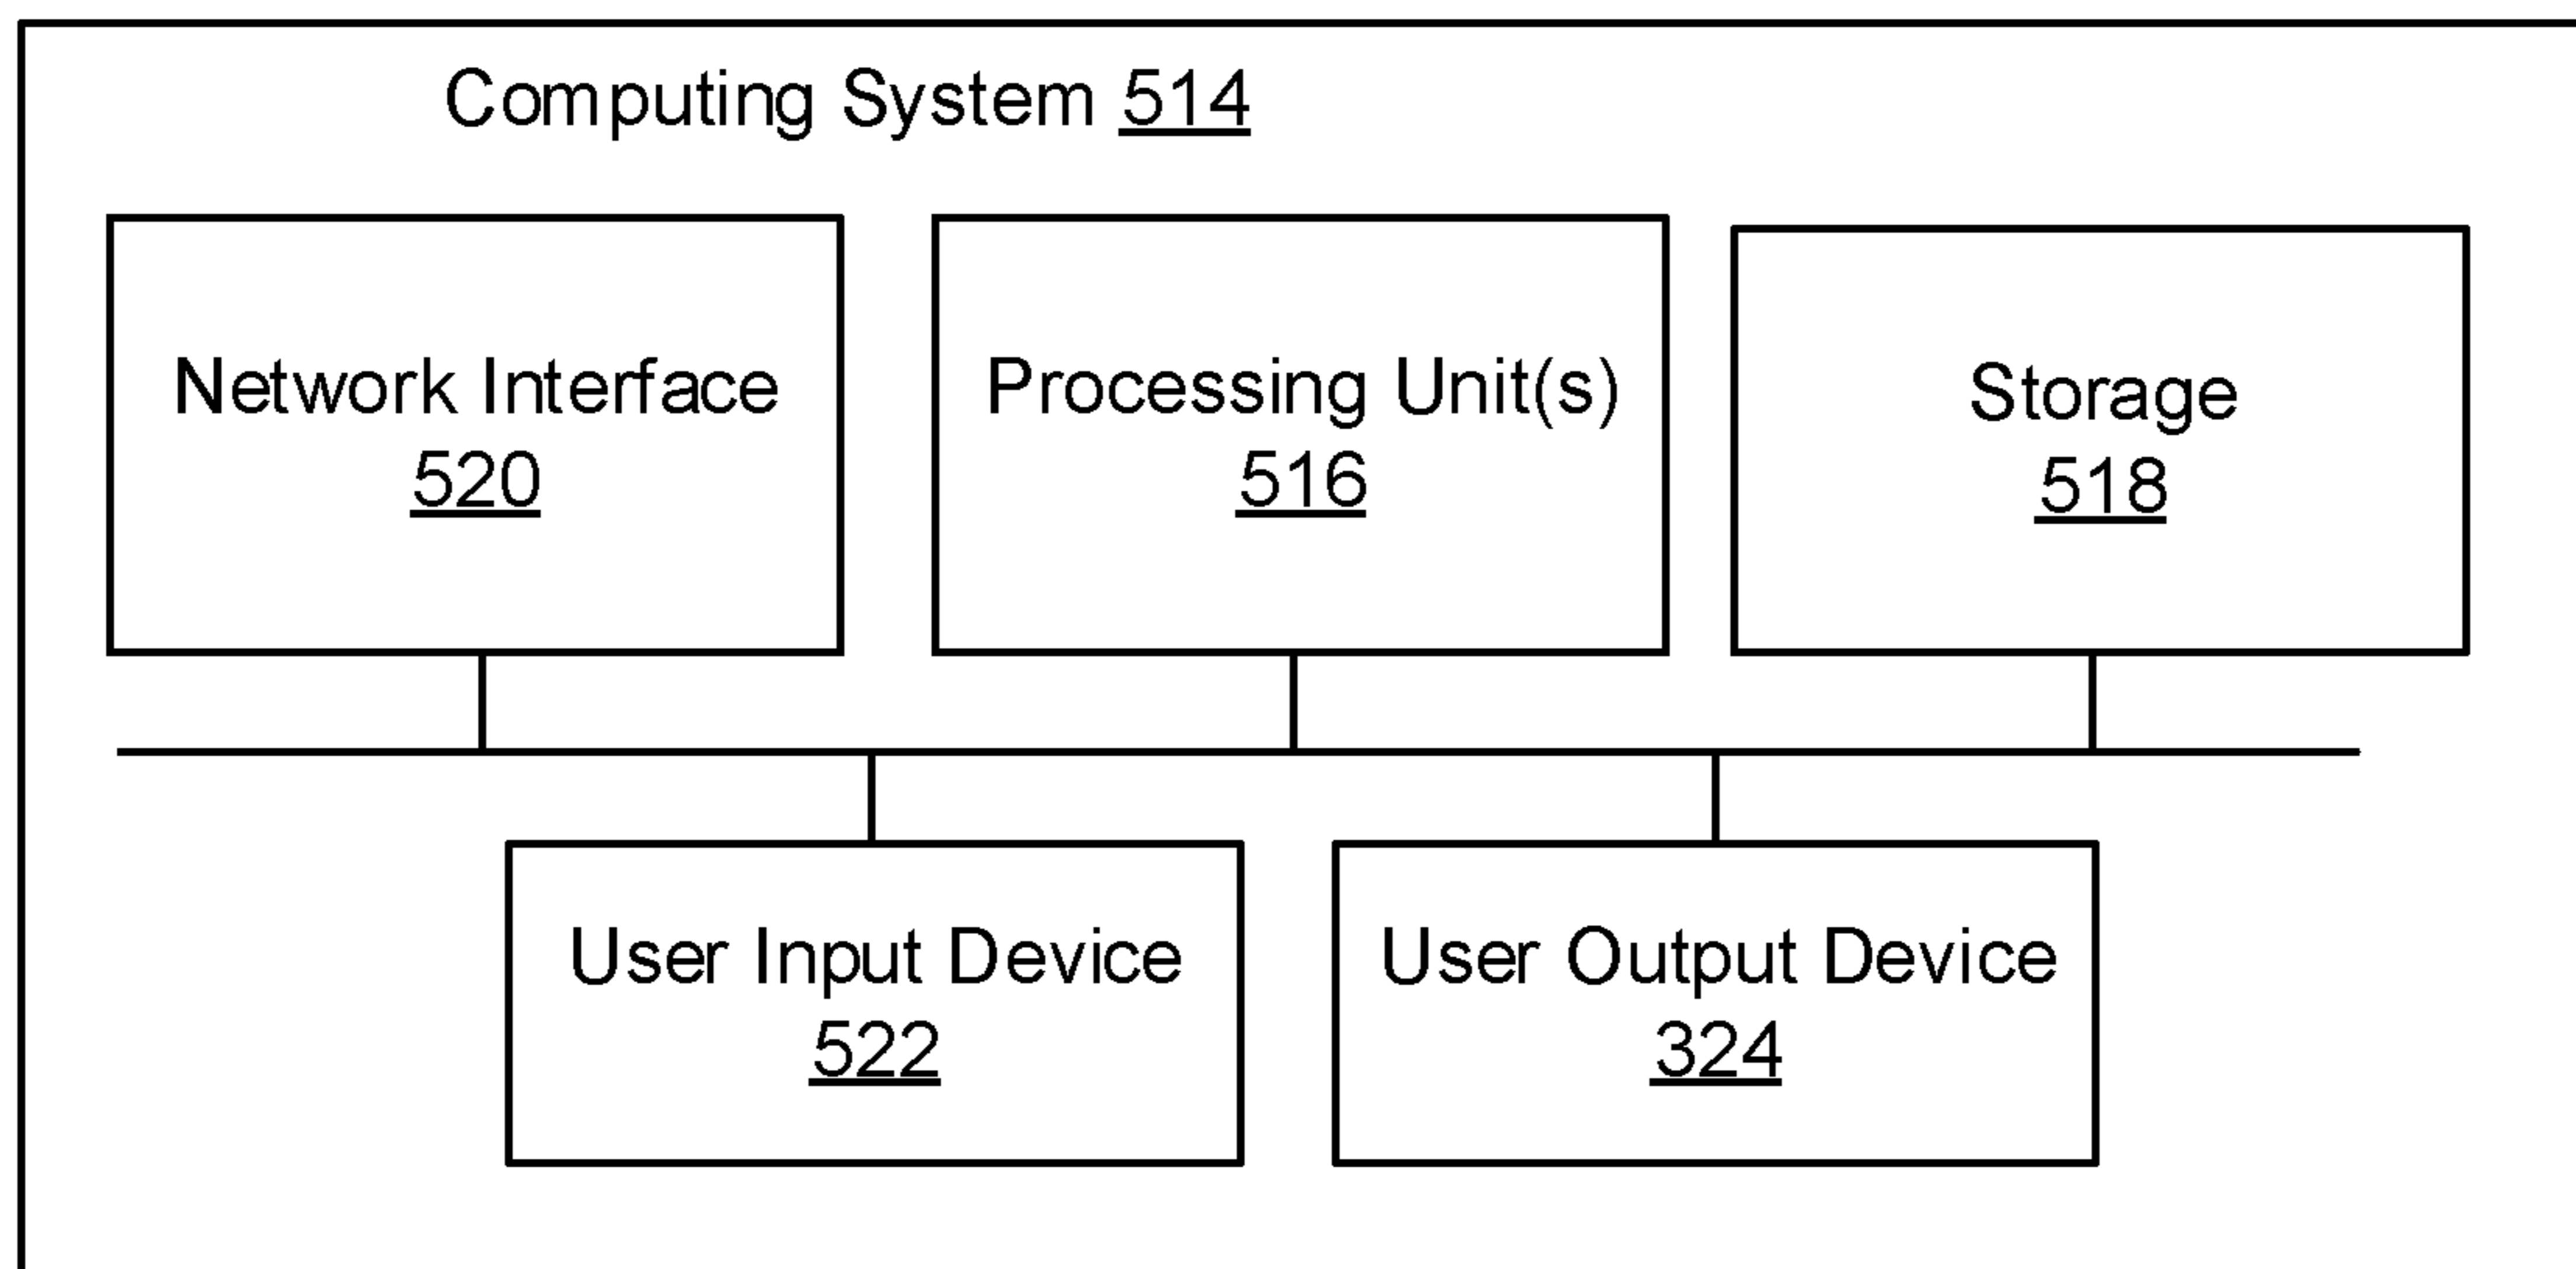 Computing System 514
Network Interface
520
Processing Unit(s)
516
Storage
518
User Input Device
522
User Output Device
324